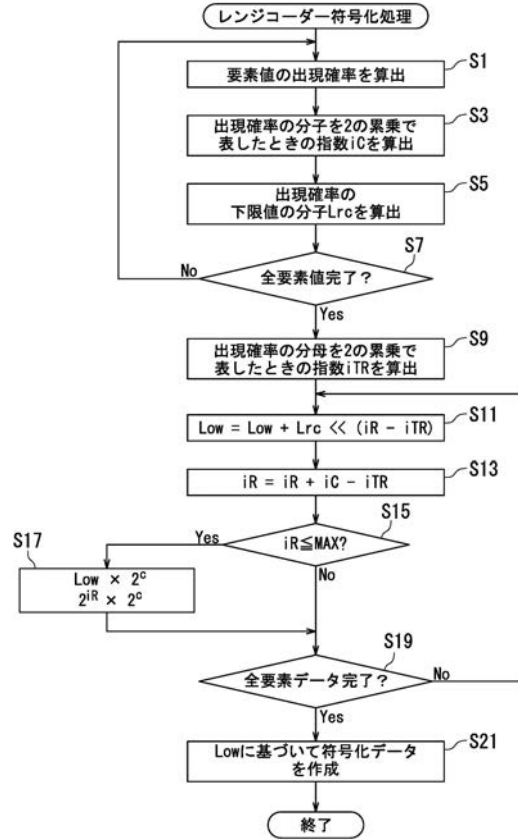 レンジコーダー符号化処理
S1
要素値の出現確率を算出
S3
出現確率の分子を2の累乗で
表したときの指数iCを算出
S5
出現確率の
下限値の分子Lrcを算出
S7
全要素値完了？
No
Yes
S9
出現確率の分母を2の累乗で
表したときの指数iTRを算出
S11
Low = Low + Lrc << (iR - iTR)
S13
iR = iR + iC - iTR
S15
iR≦MAX?
Yes
No
S17
Low × 2^c
2^iR × 2^c
S19
全要素データ完了？
No
Yes
S21
Lowに基づいて符号化データ
を作成
終了